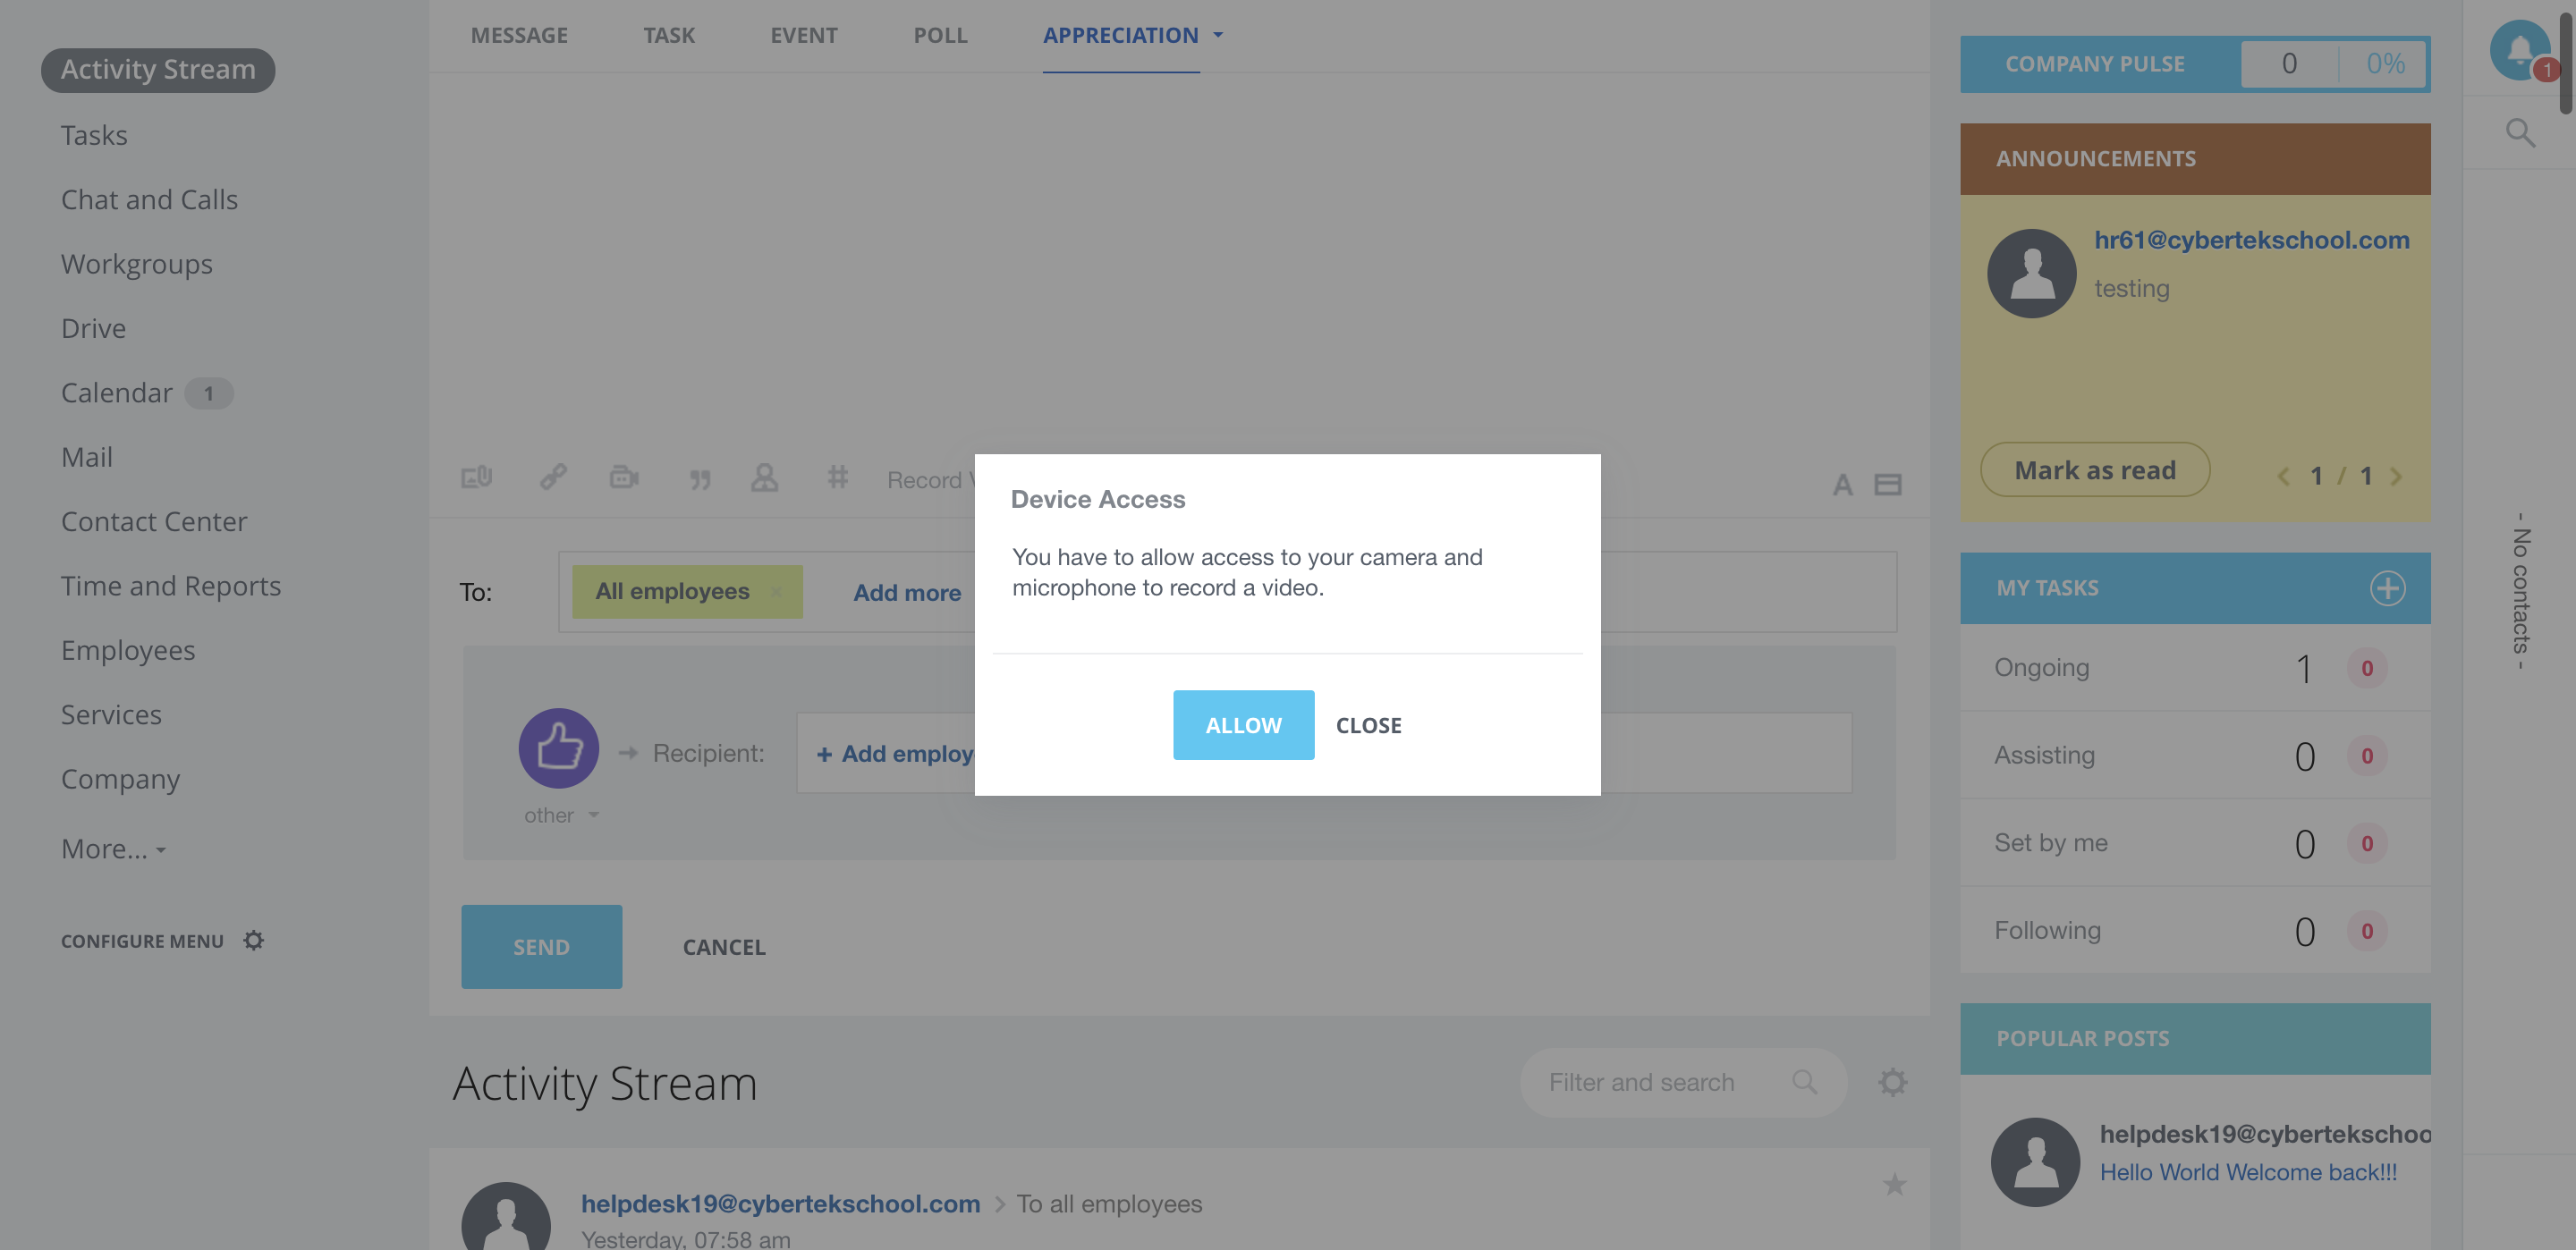 Activity Stream
Tasks
Chat and Calls
Workgroups
Drive
Calendar 1
Mail
Contact Center
Time and Reports
Employees
Services
Company
More...
CONFIGURE MENU
MESSAGE TASK EVENT POLL APPRECIATION
Record
A
To: All employees × Add more
Recipient: + Add employ
other
SEND CANCEL
Device Access
You have to allow access to your camera and
microphone to record a video.
ALLOW CLOSE
Activity Stream
Filter and search
helpdesk19@cybertekschool.com > To all employees
Yesterday, 07:58 am
COMPANY PULSE 0 0%
ANNOUNCEMENTS
hr61@cybertekschool.com
testing
Mark as read < 1 / 1 >
MY TASKS
Ongoing 1 0
Assisting 0 0
Set by me 0 0
Following 0 0
POPULAR POSTS
helpdesk19@cybertekschoo
Hello World Welcome back!!!
1
- No contacts -